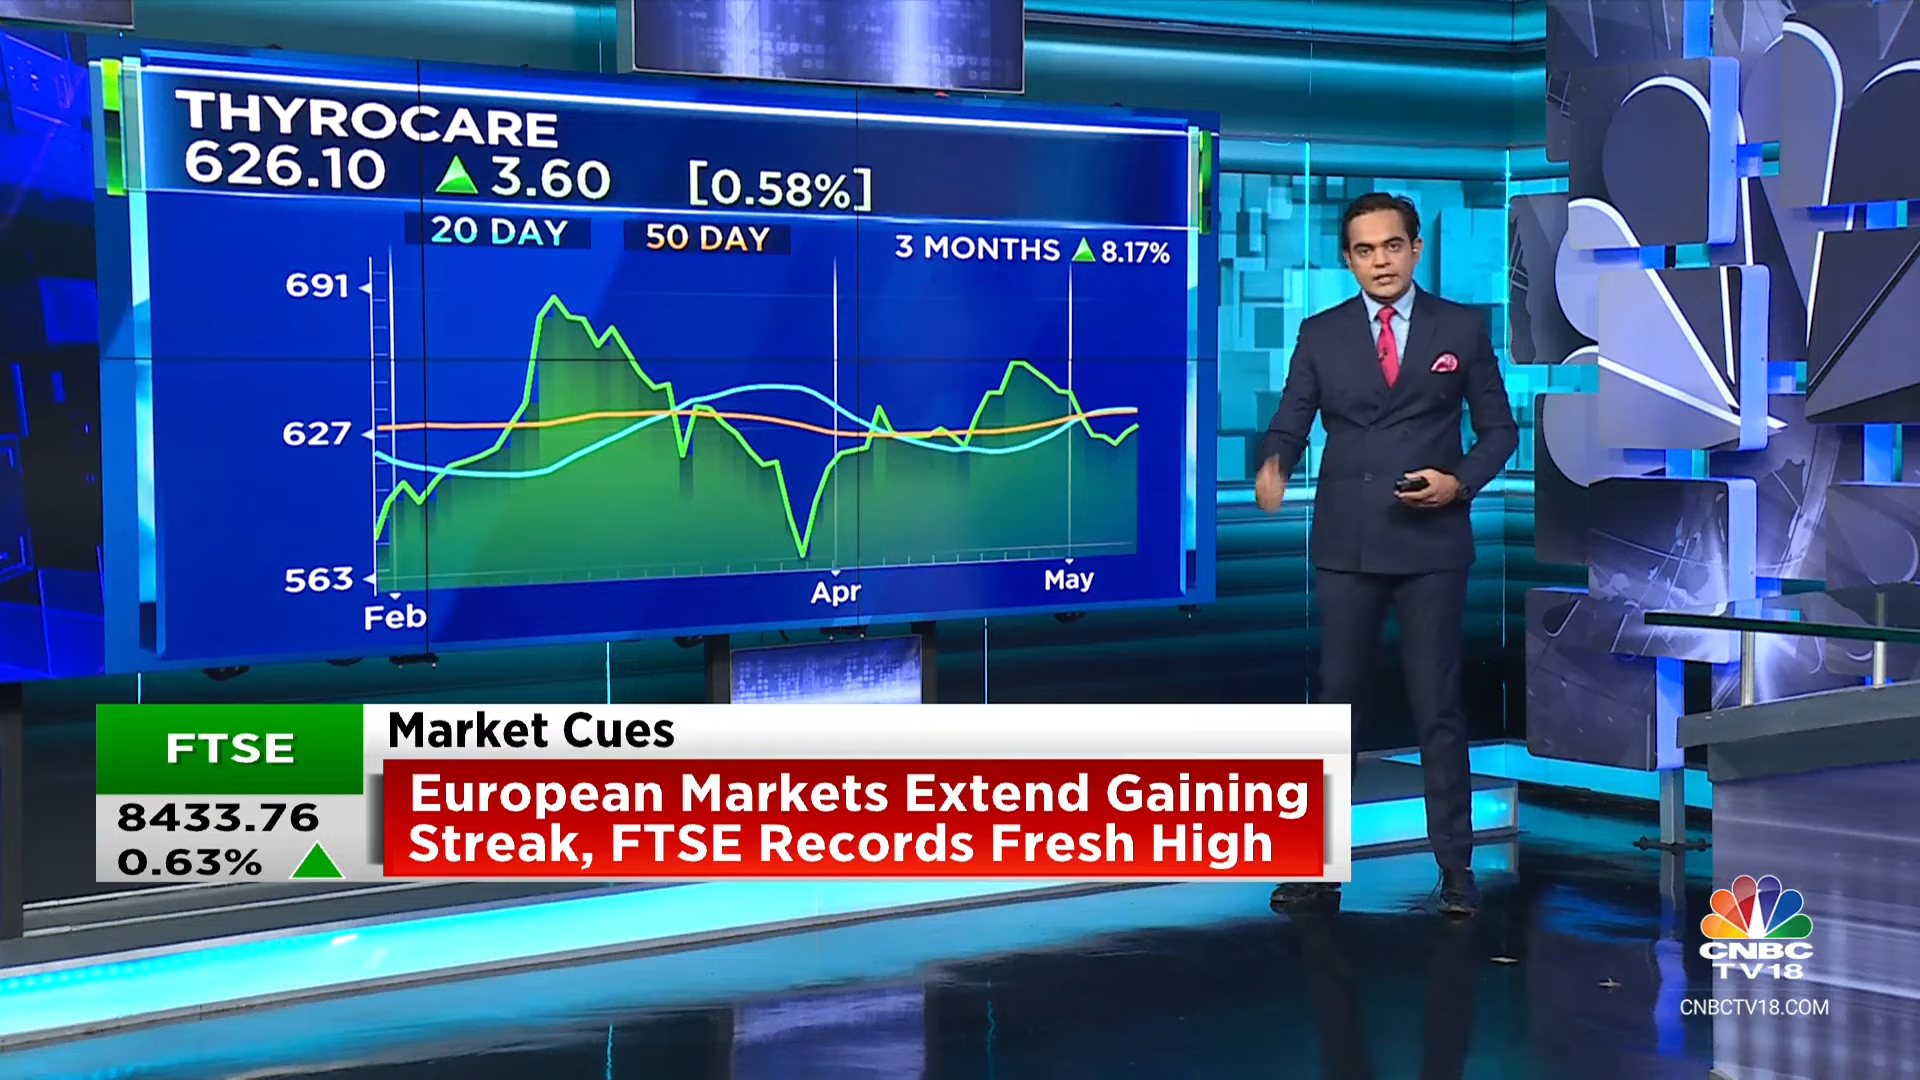 THYROCARE
626.10 ▲ 3.60 [0.58%]
20 DAY 50 DAY 3 MONTHS ▲ 8.17%
691
627
563
Feb Apr May
FTSE
8433.76
0.63% ▲
Market Cues
European Markets Extend Gaining
Streak, FTSE Records Fresh High
CNBC
TV18
CNBCTV18.COM